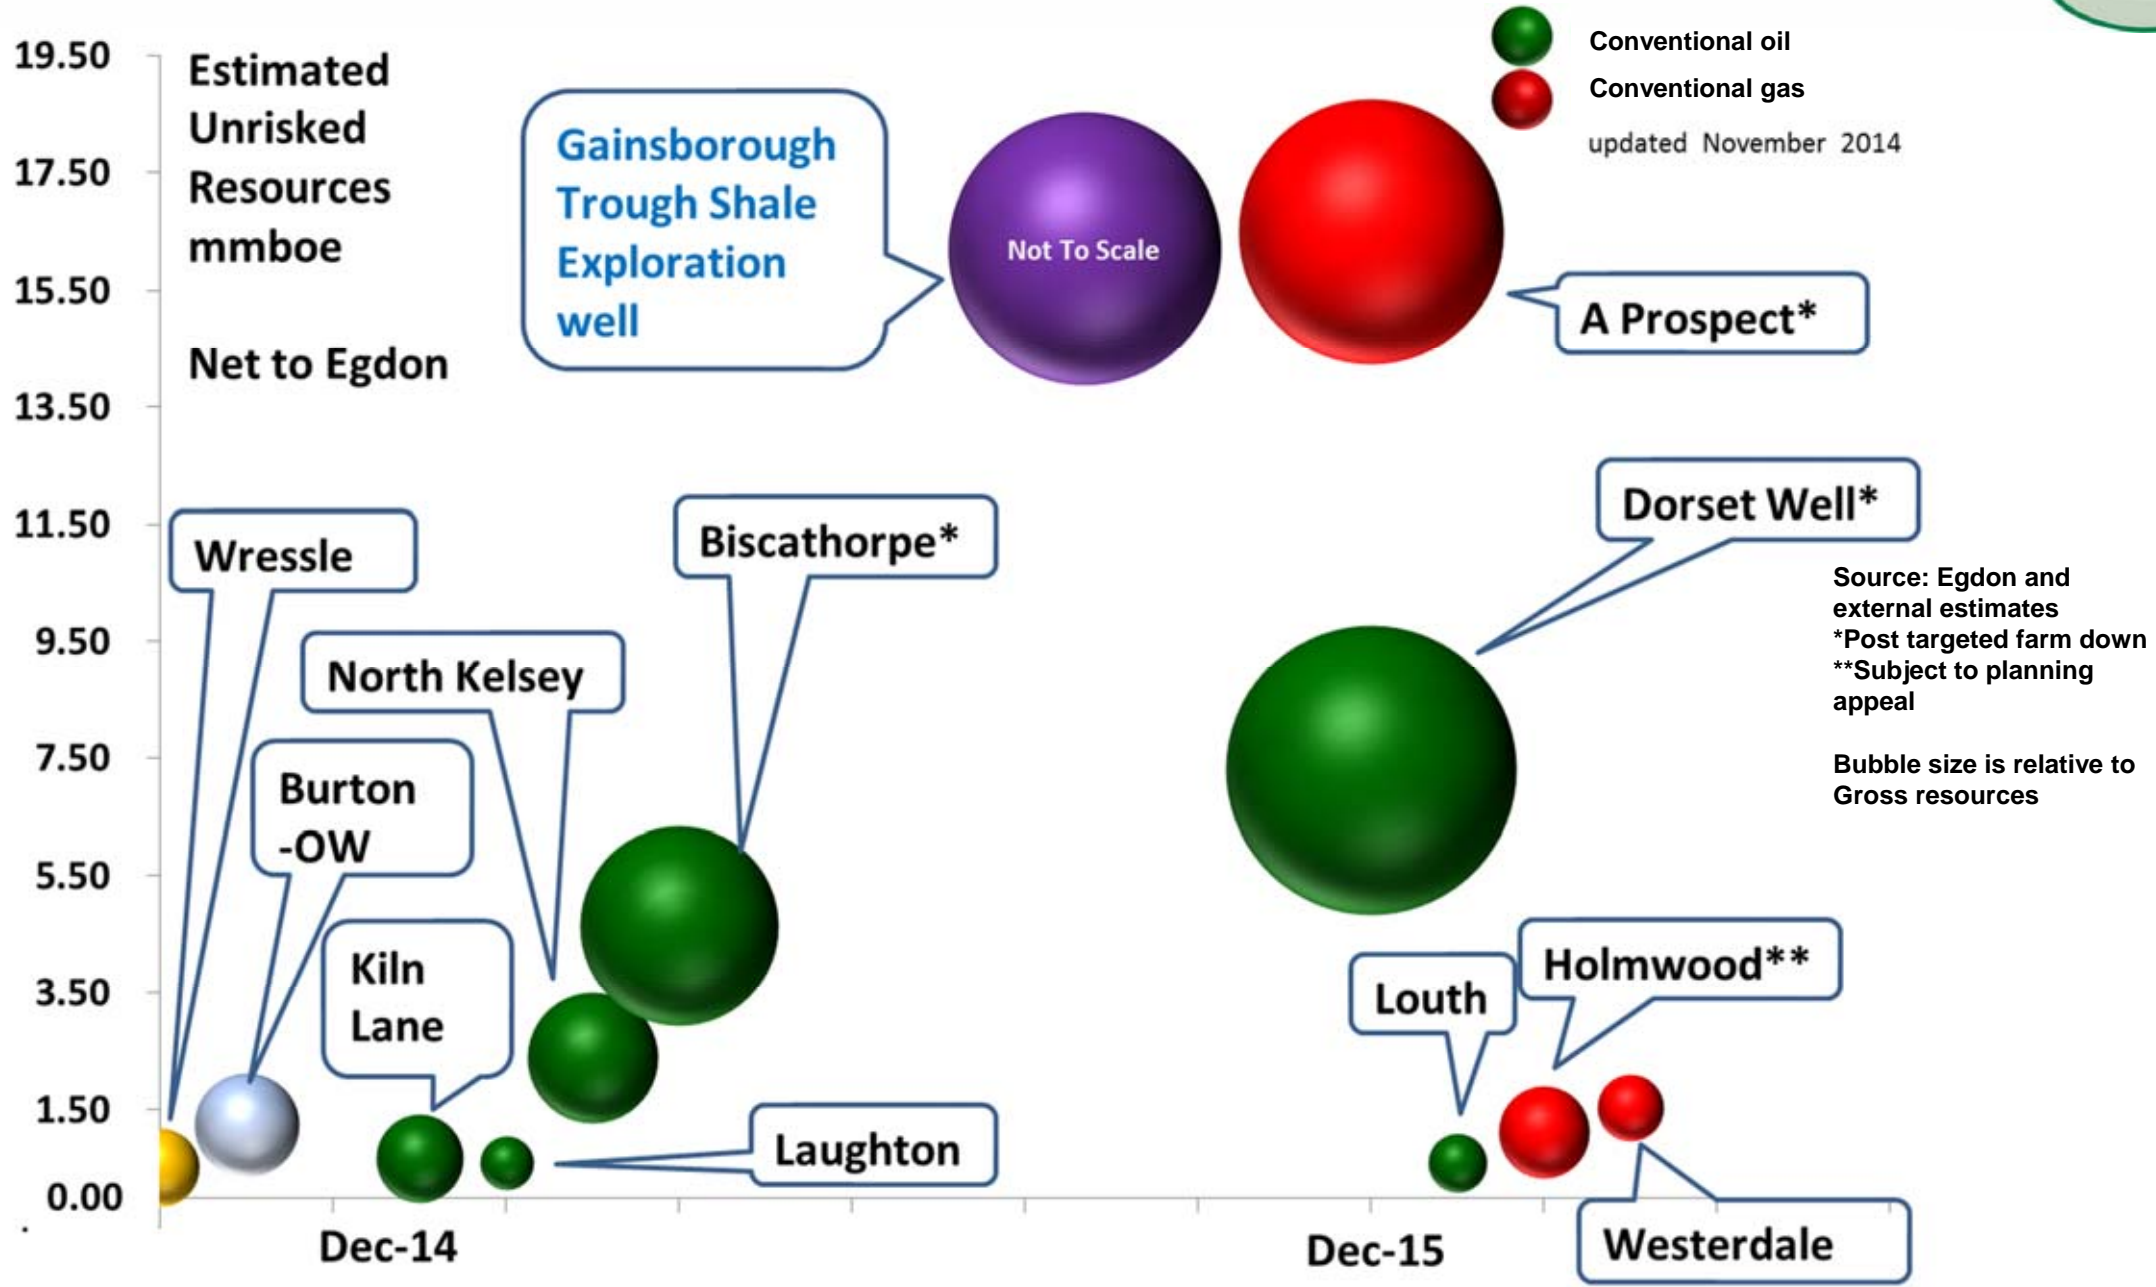 19.50
17.50
15.50
13.50
11.50
9.50
7.50
5.50
3.50
1.50
0.00
.
Estimated
Unrisked
Resources
mmboe
Net to Egdon
Gainsborough
Trough Shale
Exploration
well
Not To Scale
Conventional oil
Conventional gas
updated November 2014
A Prospect*
Wressle
Biscathorpe*
Dorset Well*
North Kelsey
Burton
-OW
Kiln
Lane
Laughton
Louth
Holmwood**
Westerdale
Source: Egdon and
external estimates
*Post targeted farm down
**Subject to planning
appeal
Bubble size is relative to
Gross resources
Dec-14
Dec-15